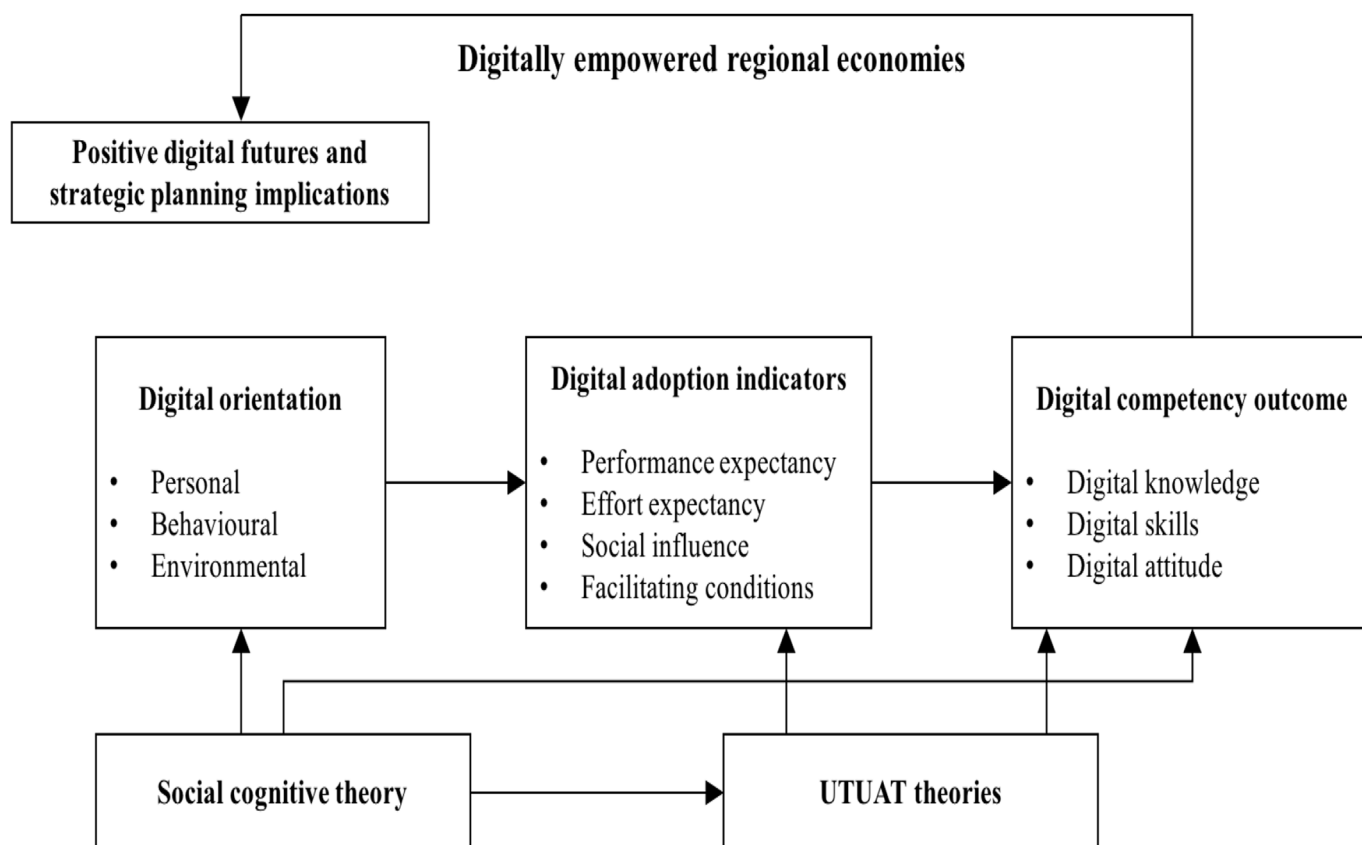 Digitally empowered regional economies
Positive digital futures and
strategic planning implications
Digital orientation
• Personal
• Behavioural
• Environmental
Digital adoption indicators
• Performance expectancy
• Effort expectancy
• Social influence
• Facilitating conditions
Digital competency outcome
• Digital knowledge
• Digital skills
• Digital attitude
Social cognitive theory
UTUAT theories